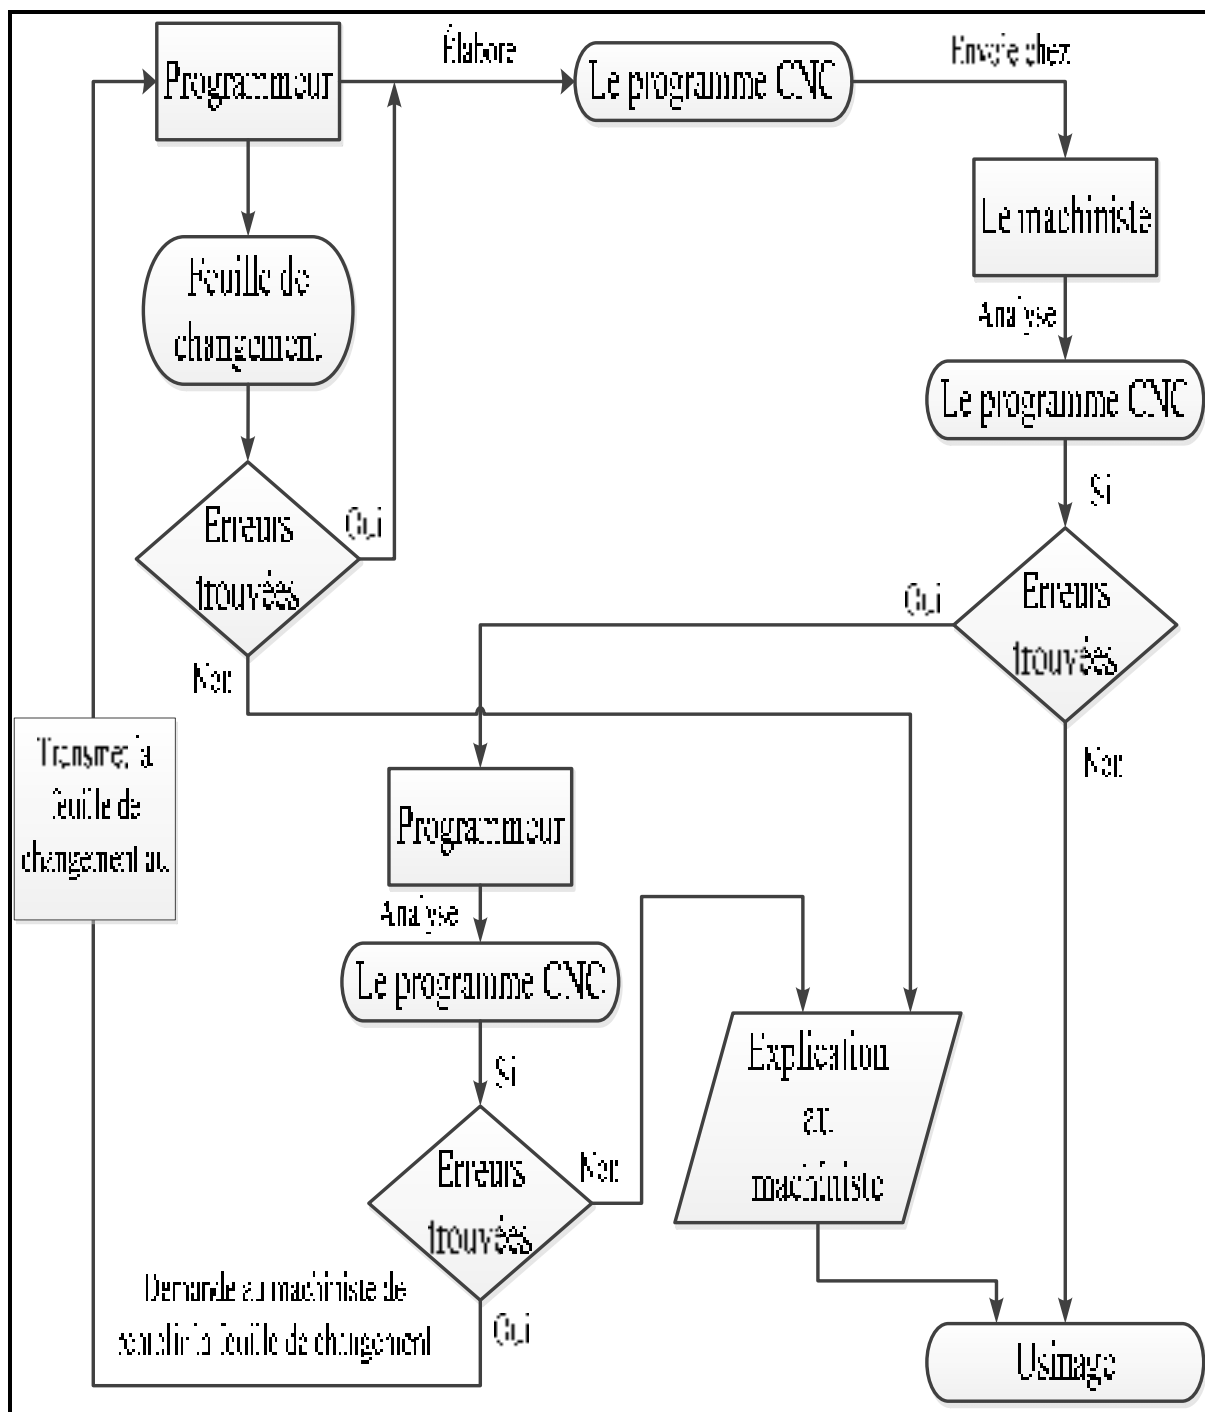 Élabore
Envoie chez
Programmeur
Le programme CNC
Le machiniste
Feuille de
changement
Analyse
Le programme CNC
Si
Erreurs
trouvées
Oui
Non
Erreurs
trouvées
Oui
Non
Transmet la
feuille de
changement au
Programmeur
Analyse
Le programme CNC
Si
Erreurs
trouvées
Non
Oui
Explication
au
machiniste
Demande au machiniste de
remplir la feuille de changement
Usinage